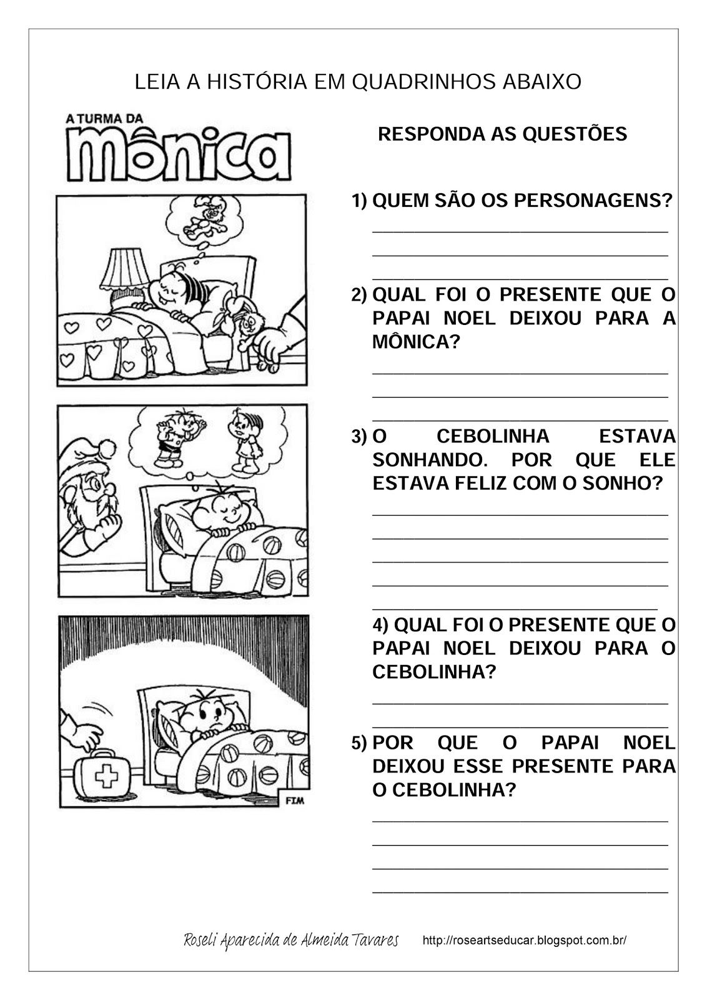 LEIA A HISTÓRIA EM QUADRINHOS ABAIXO
A TURMA DA
mônica
FIM
RESPONDA AS QUESTÕES
1) QUEM SÃO OS PERSONAGENS?
2) QUAL FOI O PRESENTE QUE O
PAPAI NOEL DEIXOU PARA A
MÔNICA?
3) O CEBOLINHA ESTAVA
SONHANDO. POR QUE ELE
ESTAVA FELIZ COM O SONHO?
4) QUAL FOI O PRESENTE QUE O
PAPAI NOEL DEIXOU PARA O
CEBOLINHA?
5) POR QUE O PAPAI NOEL
DEIXOU ESSE PRESENTE PARA
O CEBOLINHA?
Roseli Aparecida de Almeida Tavares http://roseartseducar.blogspot.com.br/